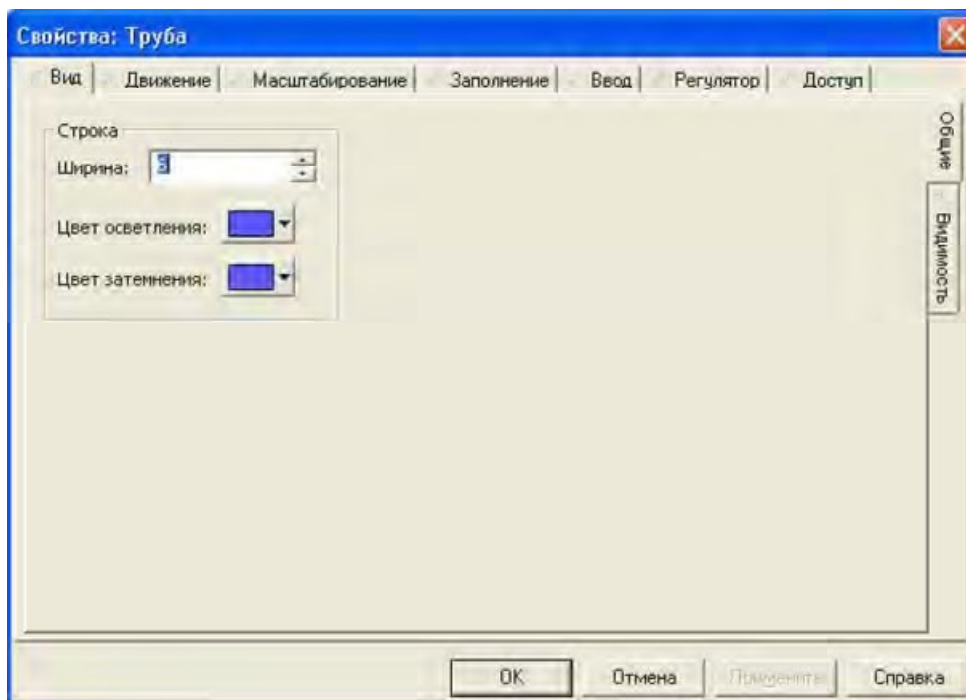 Свойства: Труба
Вид Движение Масштабирование Заполнение Ввод Регулятор Доступ
Общие
Видимость
Строка
Ширина:
Цвет осветления:
Цвет затемнения:
OK Отмена Применить Справка